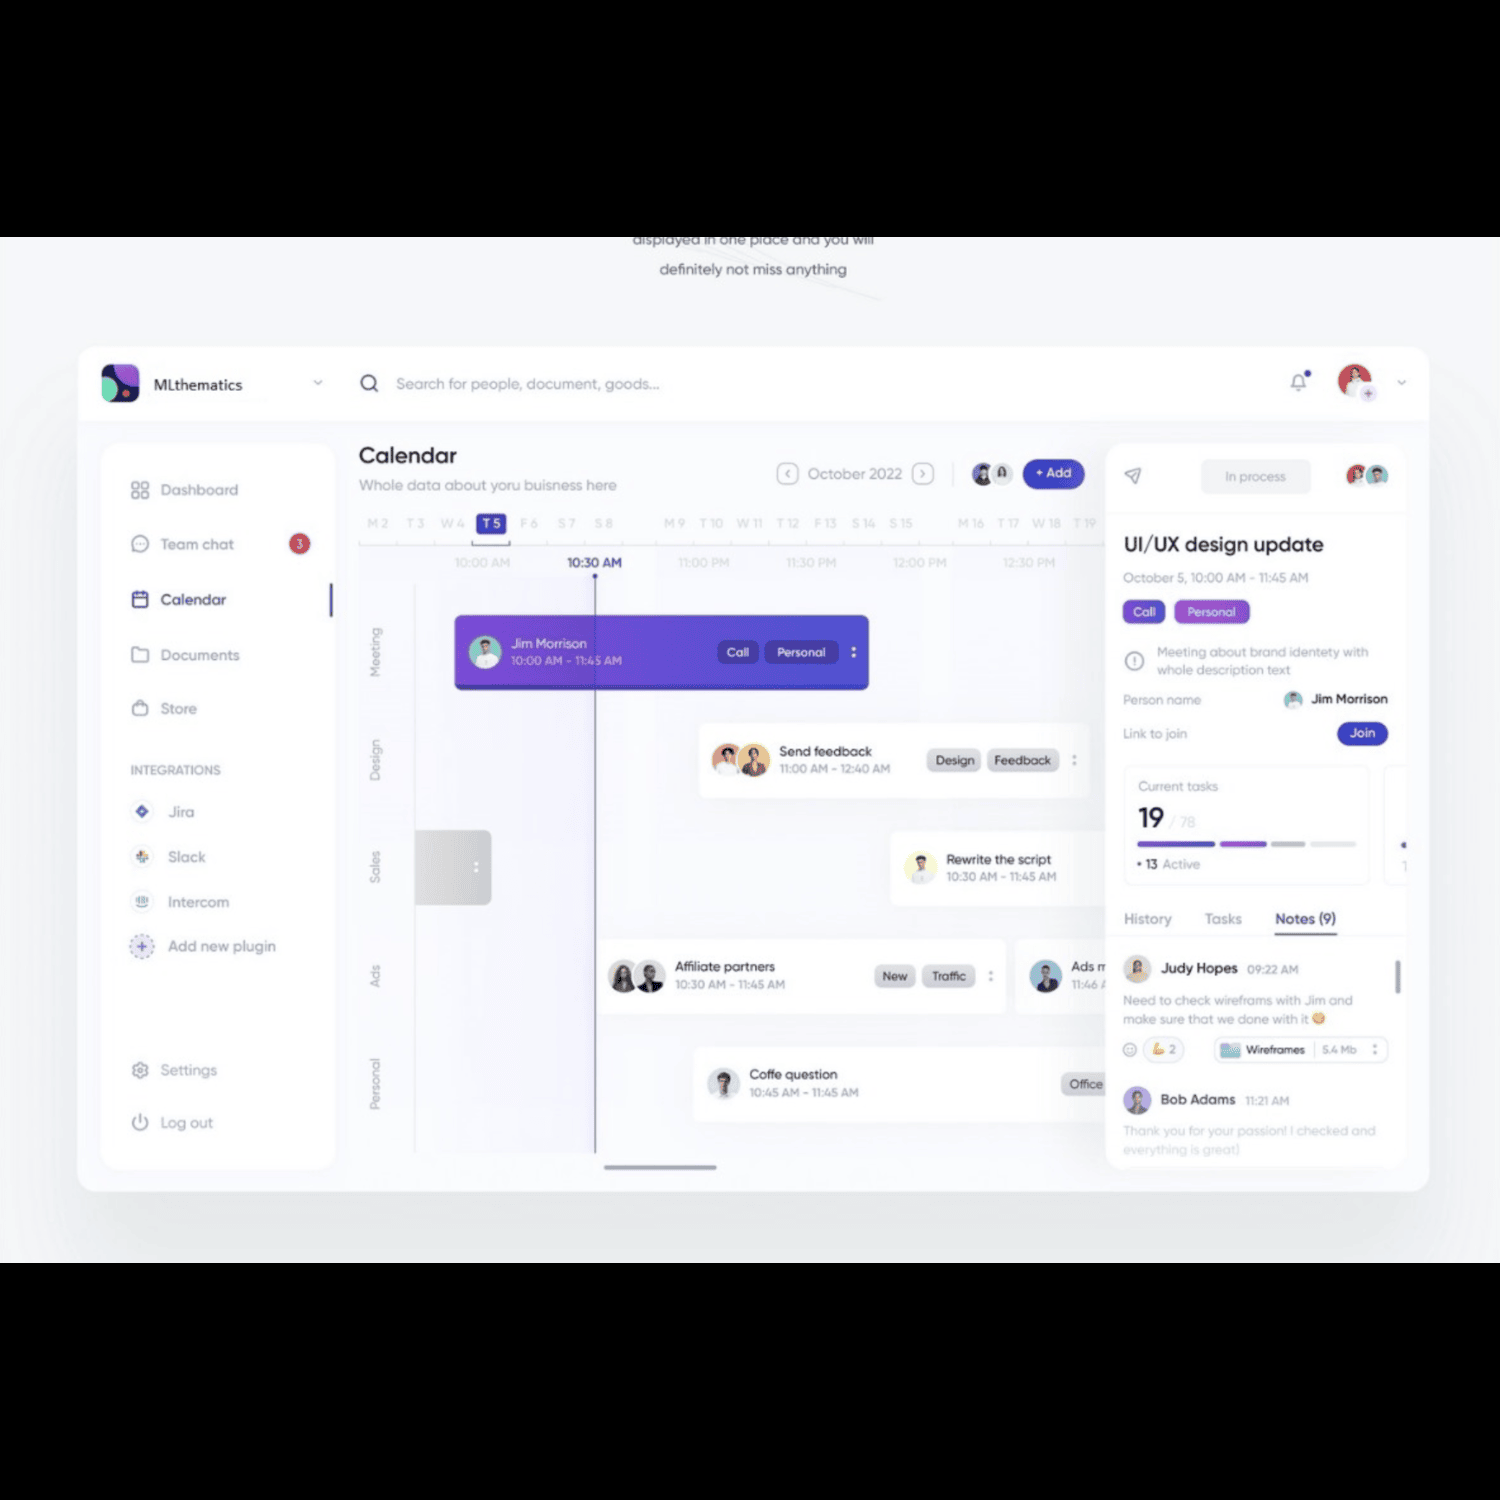 displayed in one place and you will
definitely not miss anything
MLthematics
Search for people, document, goods...
Dashboard
Team chat
3
Calendar
Documents
Store
INTEGRATIONS
Jira
Slack
Intercom
Add new plugin
Settings
Log out
Calendar
Whole data about yoru buisness here
October 2022
+ Add
M 2 T 3 W 4 T 5 F 6 S 7 S 8 M 9 T 10 W 11 T 12 F 13 S 14 S 15 M 16 T 17 W 18 T 19
10:00 AM 10:30 AM 11:00 PM 11:30 PM 12:00 PM 12:30 PM
Meeting
Jim Morrison
10:00 AM - 11:45 AM
Call Personal
Design
Send feedback
11:00 AM - 12:40 AM
Design Feedback
Sales
Rewrite the script
10:30 AM - 11:45 AM
Ads
Affiliate partners
10:30 AM - 11:45 AM
New Traffic
Ads
11:46
Personal
Coffe question
10:45 AM - 11:45 AM
Office
In process
UI/UX design update
October 5, 10:00 AM - 11:45 AM
Call Personal
Meeting about brand identety with
whole description text
Person name Jim Morrison
Link to join Join
Current tasks
19 / 78
• 13 Active
History Tasks Notes (9)
Judy Hopes 09:22 AM
Need to check wireframs with Jim and
make sure that we done with it
2 Wireframes 5.4 Mb
Bob Adams 11:21 AM
Thank you for your passion! I checked and
everything is great)